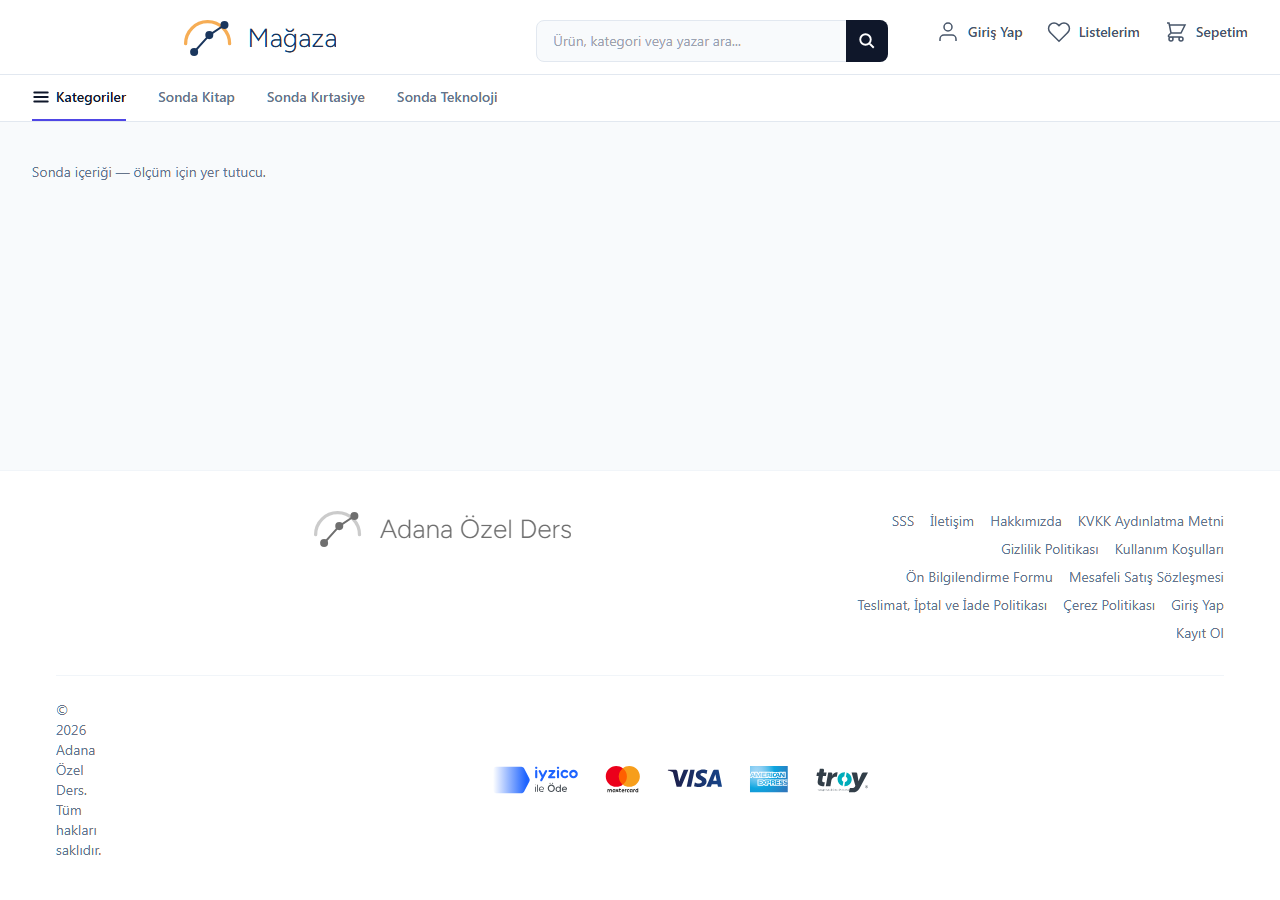 Mağaza
Ürün, kategori veya yazar ara...
Giriş Yap
Listelerim
Sepetim
Kategoriler
Sonda Kitap
Sonda Kırtasiye
Sonda Teknoloji
Sonda içeriği — ölçüm için yer tutucu.
Adana Özel Ders
SSS İletişim Hakkımızda KVKK Aydınlatma Metni
Gizlilik Politikası Kullanım Koşulları
Ön Bilgilendirme Formu Mesafeli Satış Sözleşmesi
Teslimat, İptal ve İade Politikası Çerez Politikası Giriş Yap
Kayıt Ol
©
2026
Adana
Özel
Ders.
Tüm
hakları
saklıdır.
iyzico
ile Öde
mastercard
VISA
AMERICAN
EXPRESS
troy